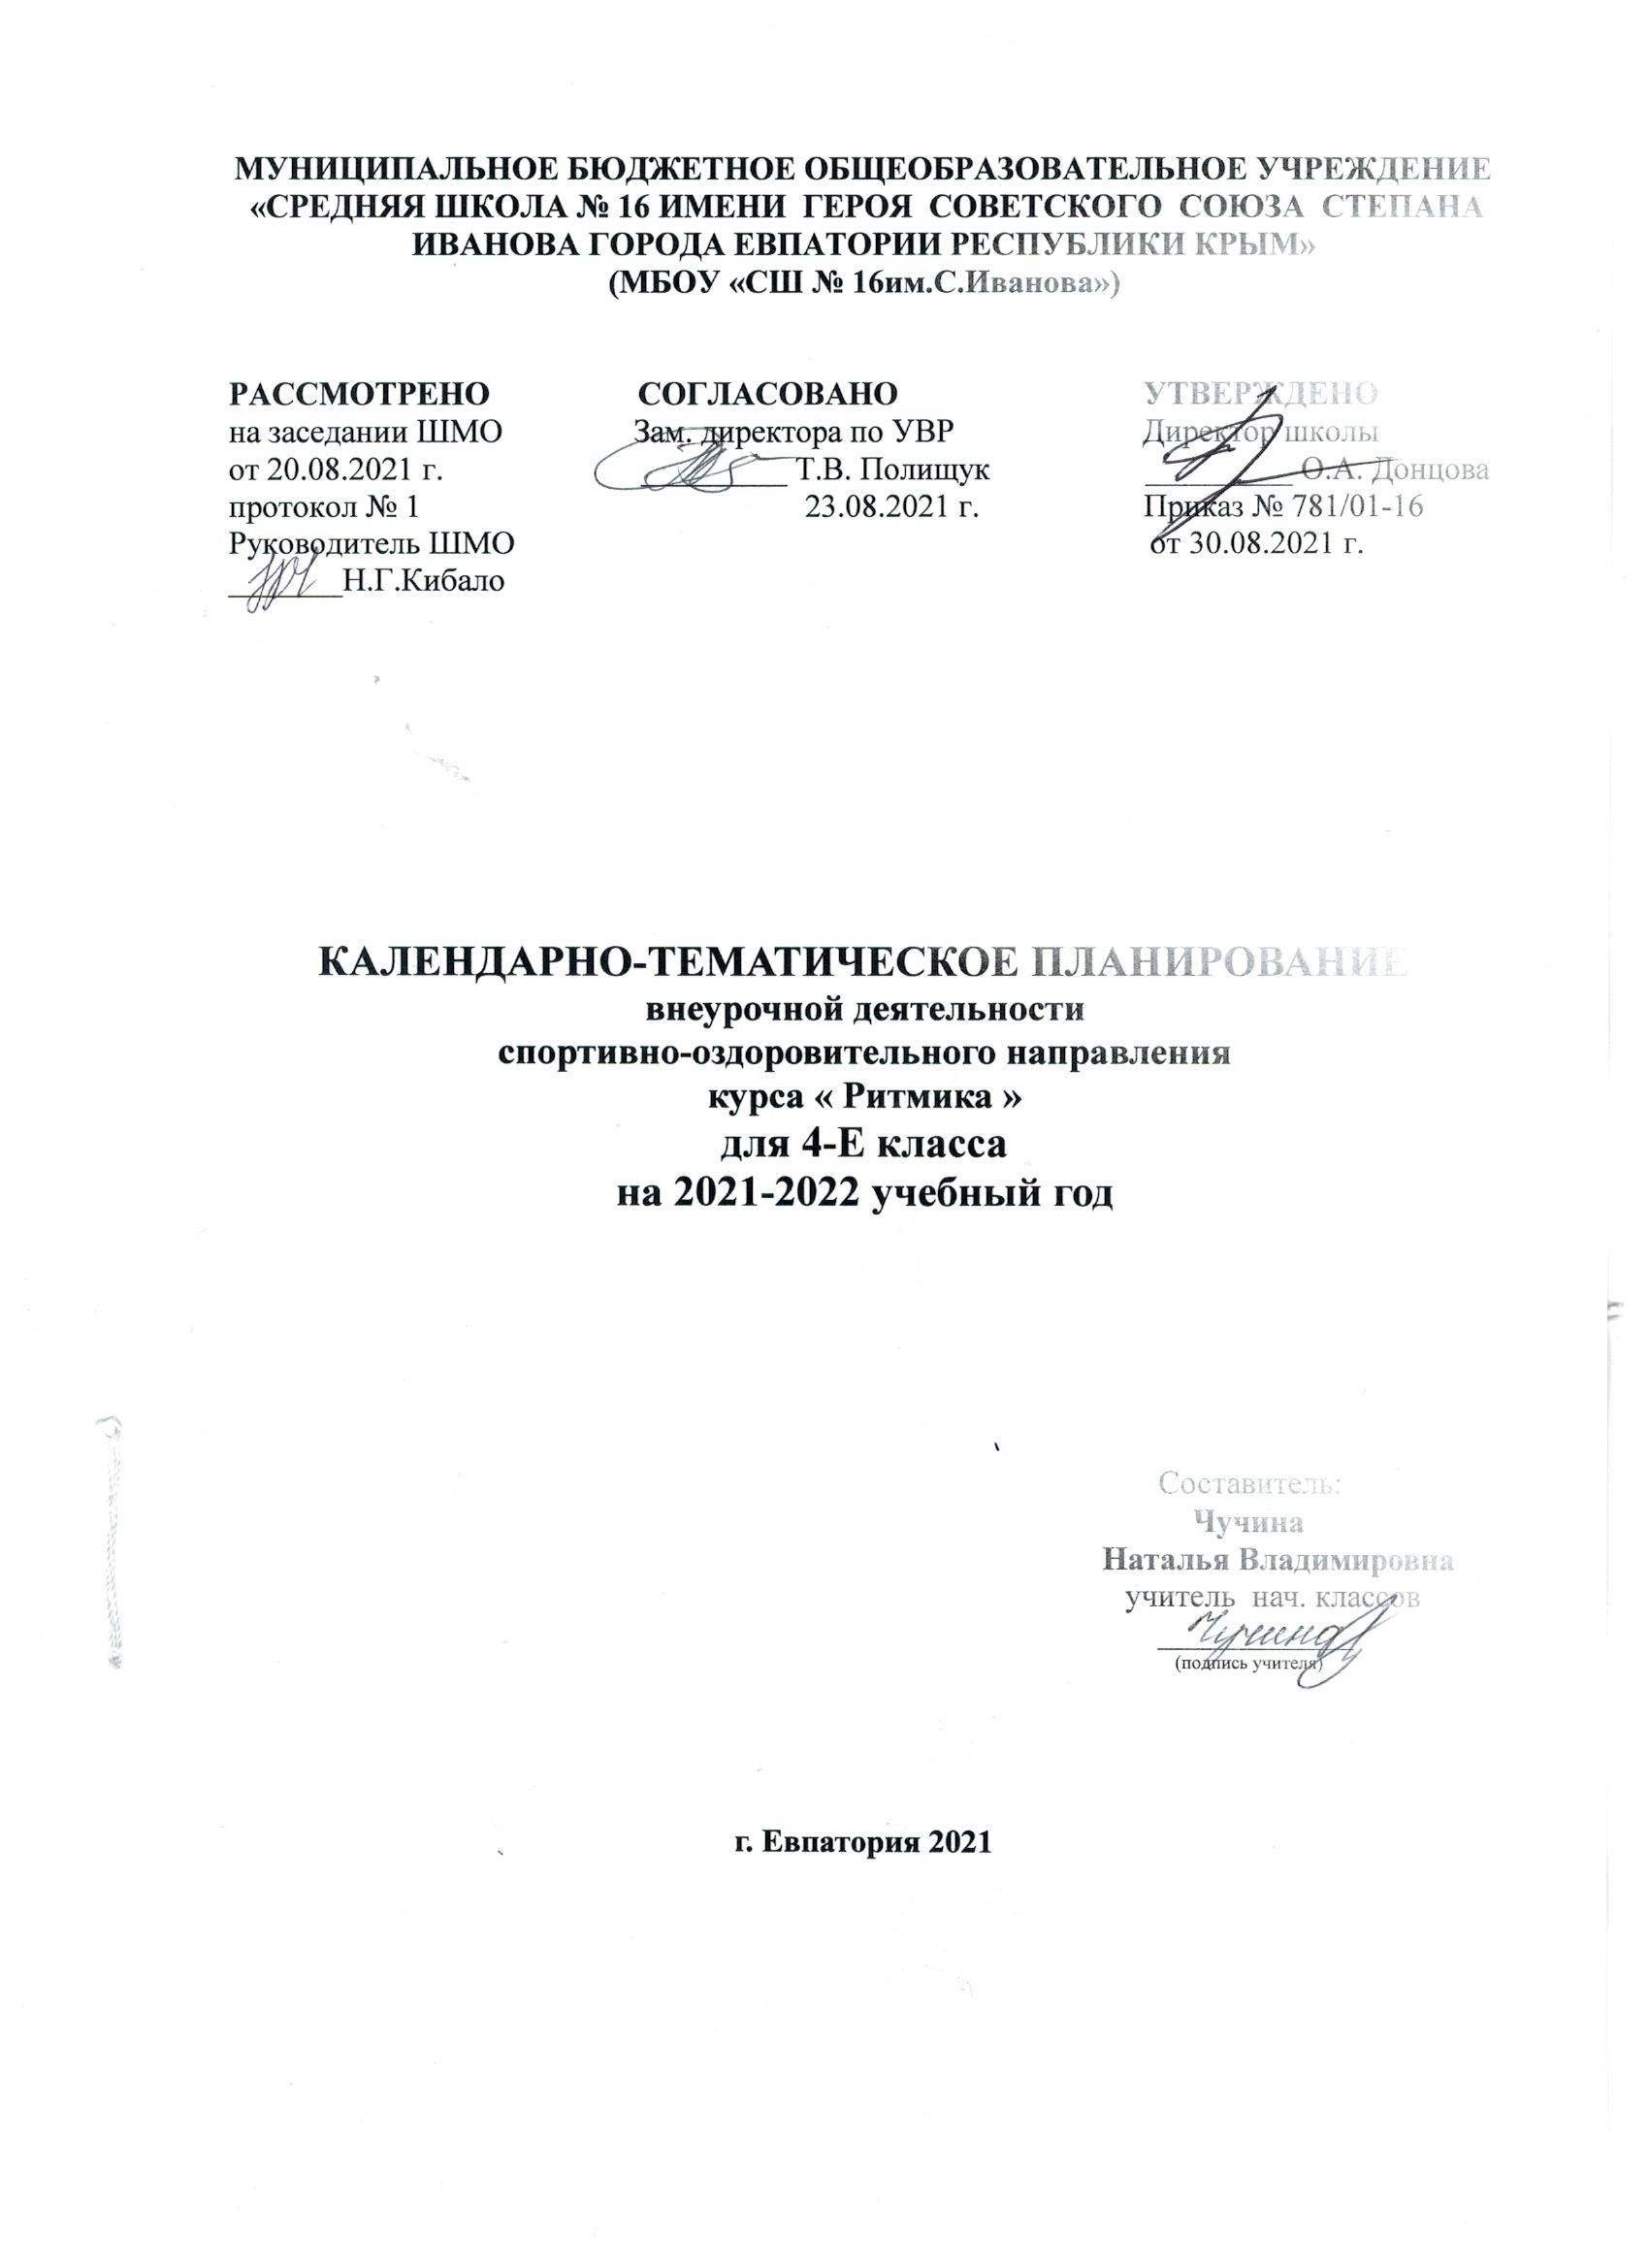 МУНИЦИПАЛЬНОЕ БЮДЖЕТНОЕ ОБЩЕОБРАЗОВАТЕЛЬНОЕ УЧРЕЖДЕНИЕ
«СРЕДНЯЯ ШКОЛА № 16 ИМЕНИ ГЕРОЯ СОВЕТСКОГО СОЮЗА СТЕПАНА
ИВАНОВА ГОРОДА ЕВПАТОРИИ РЕСПУБЛИКИ КРЫМ»
(МБОУ «СШ № 16им.С.Иванова»)
РАССМОТРЕНО
на заседании ШМО
от 20.08.2021 г.
протокол № 1
Руководитель ШМО
_______Н.Г.Кибало
СОГЛАСОВАНО
Зам. директора по УВР
_________ Т.В. Полищук
23.08.2021 г.
УТВЕРЖДЕНО
Директор школы
_________ О.А. Донцова
Приказ № 781/01-16
от 30.08.2021 г.
КАЛЕНДАРНО-ТЕМАТИЧЕСКОЕ ПЛАНИРОВАНИЕ
внеурочной деятельности
спортивно-оздоровительного направления
курса « Ритмика »
для 4-Е класса
на 2021-2022 учебный год
Составитель:
Чучина
Наталья Владимировна
учитель нач. классов
Чучина
(подпись учителя)
г. Евпатория 2021